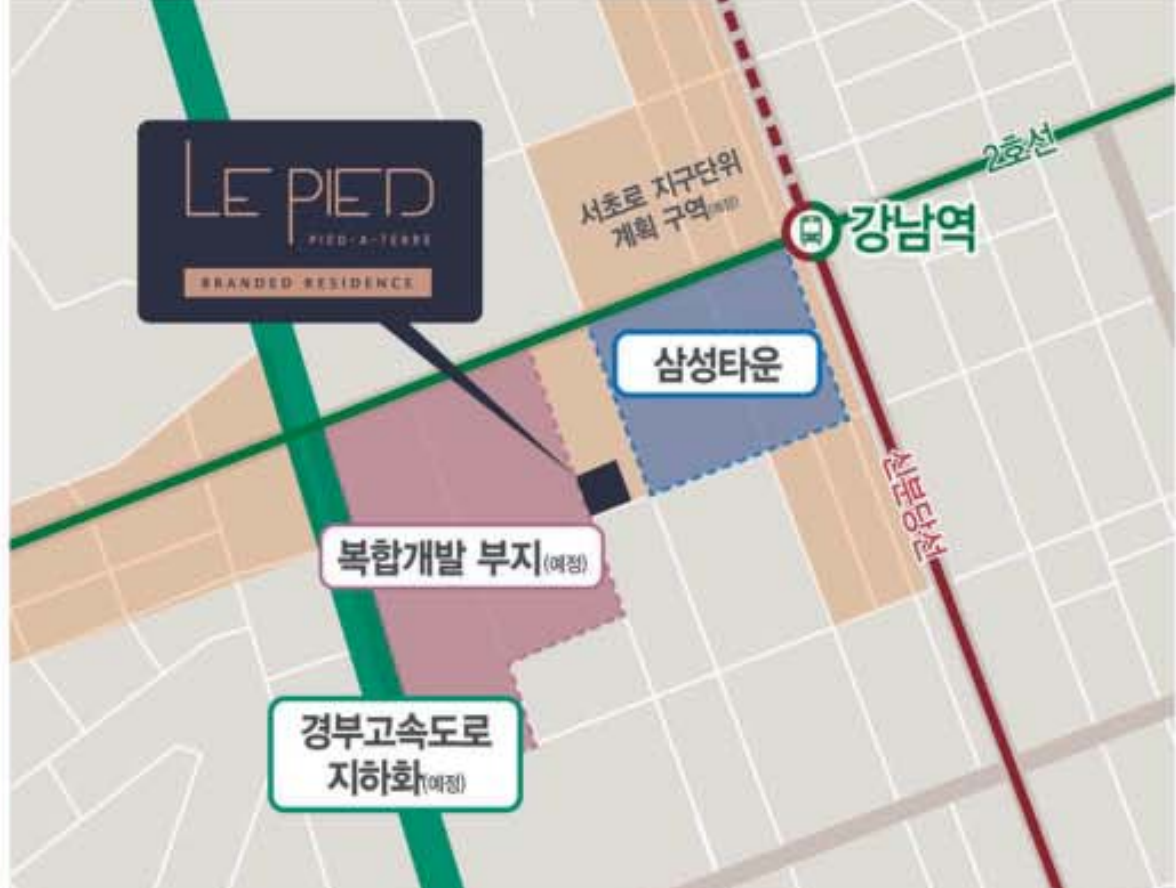 LE PIED
PIED-A-TERRE
BRANDED RESIDENCE
서초로 지구단위
계획 구역(예정)
2호선
강남역
삼성타운
신분당선
복합개발 부지(예정)
경부고속도로
지하화(예정)